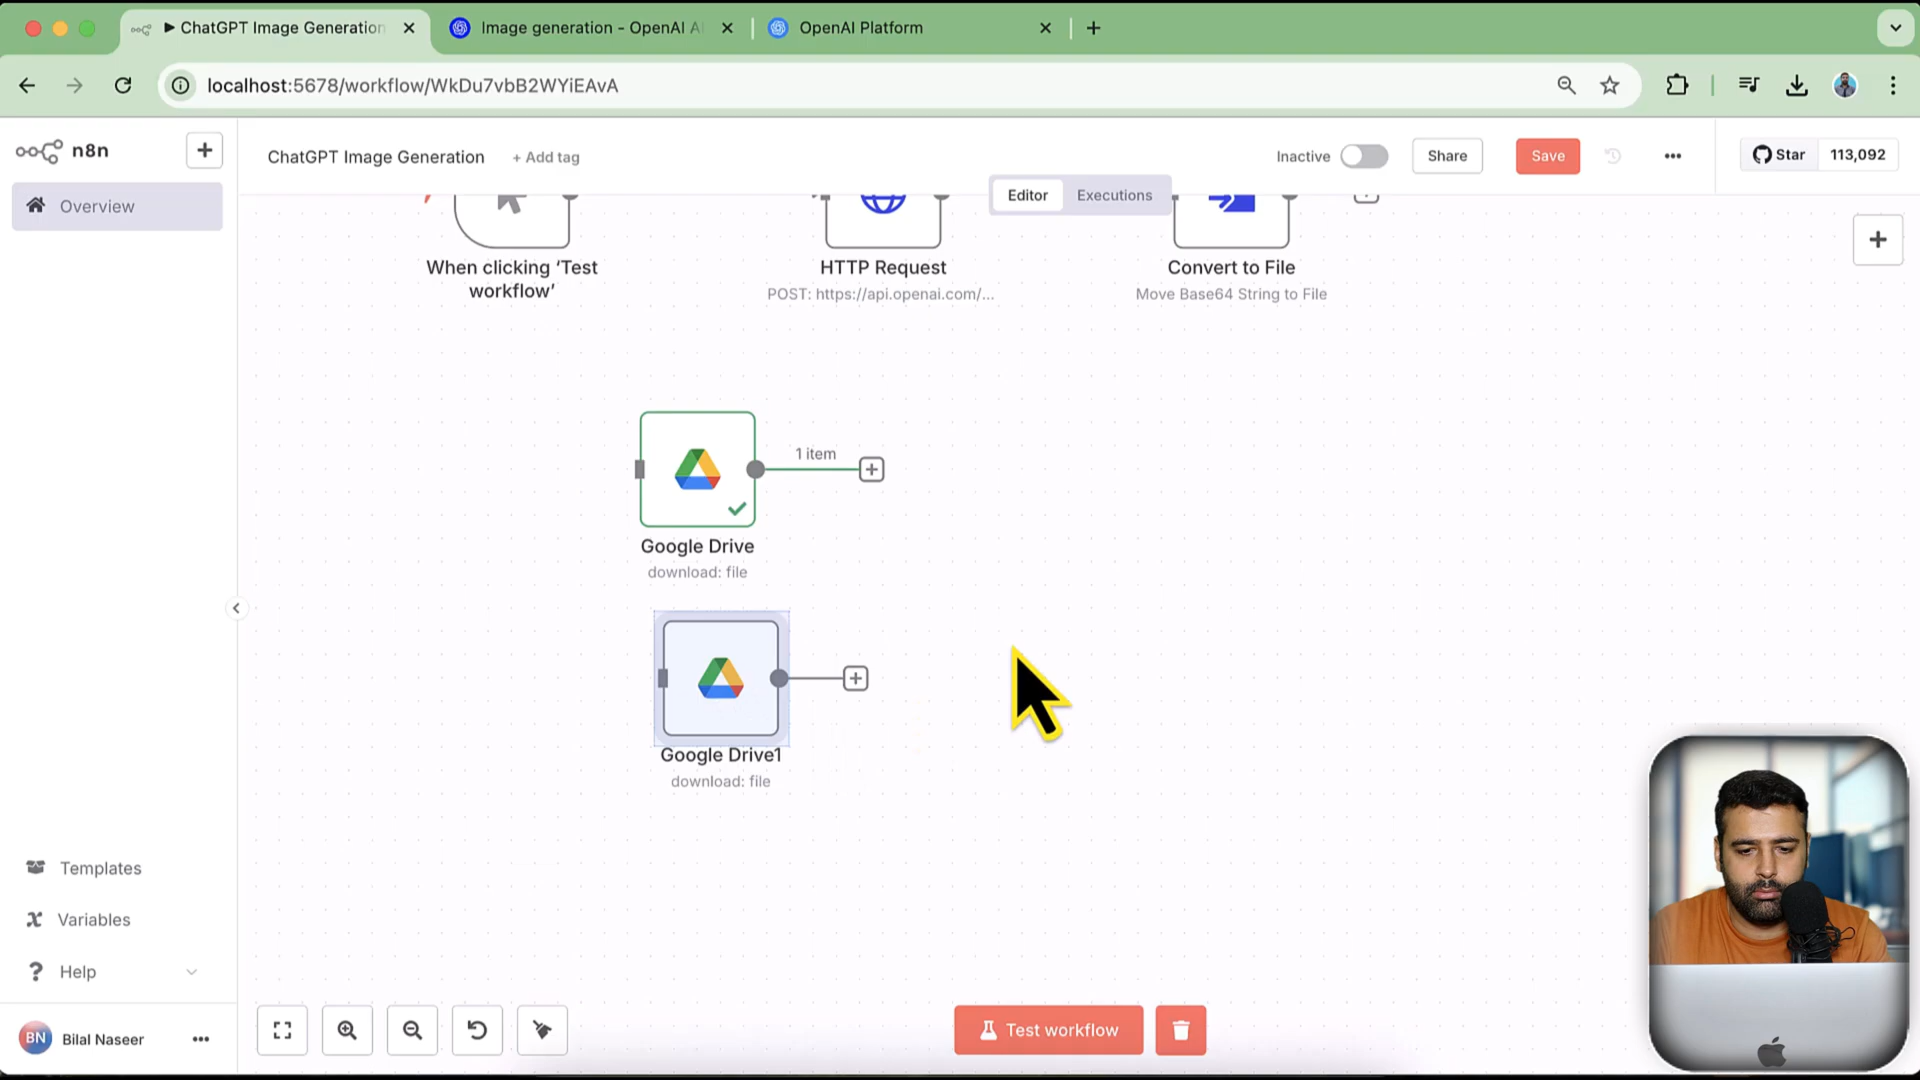 ChatGPT Image Generation
Image generation - OpenAI A
OpenAI Platform
localhost:5678/workflow/WkDu7vbB2WYiEAvA
n8n
ChatGPT Image Generation
+ Add tag
Inactive
Share
Save
Star
113,092
Overview
Editor
Executions
When clicking ‘Test
workflow’
HTTP Request
POST: https://api.openai.com/...
Convert to File
Move Base64 String to File
1 item
Google Drive
download: file
Google Drive1
download: file
Templates
Variables
Help
BN
Bilal Naseer
Test workflow